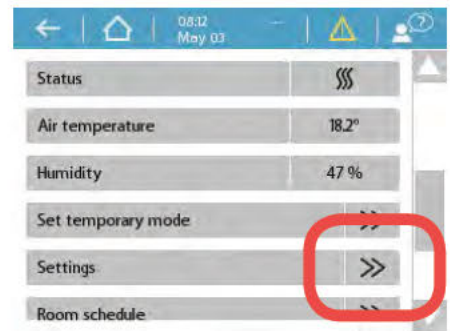 08:12
May 03
Status
Air temperature 18.2°
Humidity 47 %
Set temporary mode >>
Settings >>
Room schedule >>